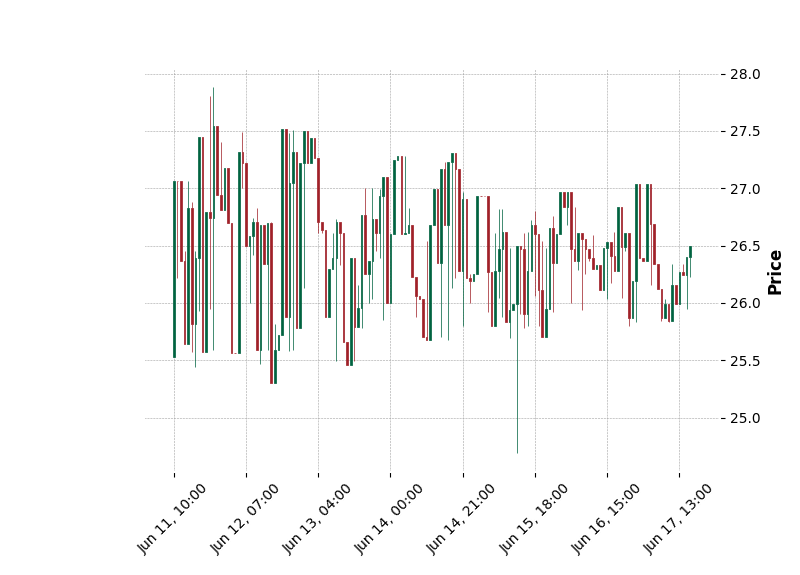 28.0
27.5
27.0
26.5
26.0
25.5
25.0
Price
Jun 11, 10:00
Jun 12, 07:00
Jun 13, 04:00
Jun 14, 00:00
Jun 14, 21:00
Jun 15, 18:00
Jun 16, 15:00
Jun 17, 13:00